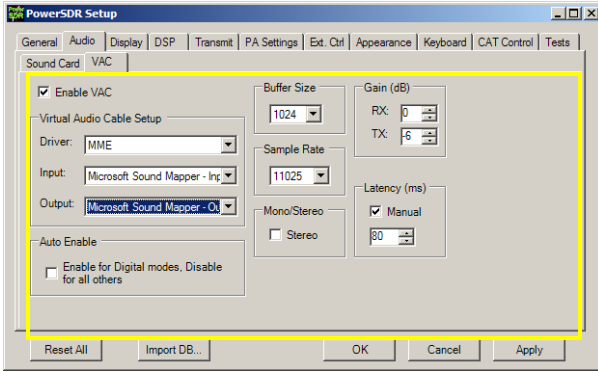 PowerSDR Setup
General Audio Display DSP Transmit PA Settings Ext. Ctrl Appearance Keyboard CAT Control Tests
Sound Card VAC
Enable VAC
Virtual Audio Cable Setup
Driver: MME
Input: Microsoft Sound Mapper - Inp
Output: Microsoft Sound Mapper - Ou
Auto Enable
Enable for Digital modes, Disable
for all others
Buffer Size
1024
Sample Rate
11025
Mono/Stereo
Stereo
Gain (dB)
RX: 0
TX: -6
Latency (ms)
Manual
80
Reset All Import DB... OK Cancel Apply